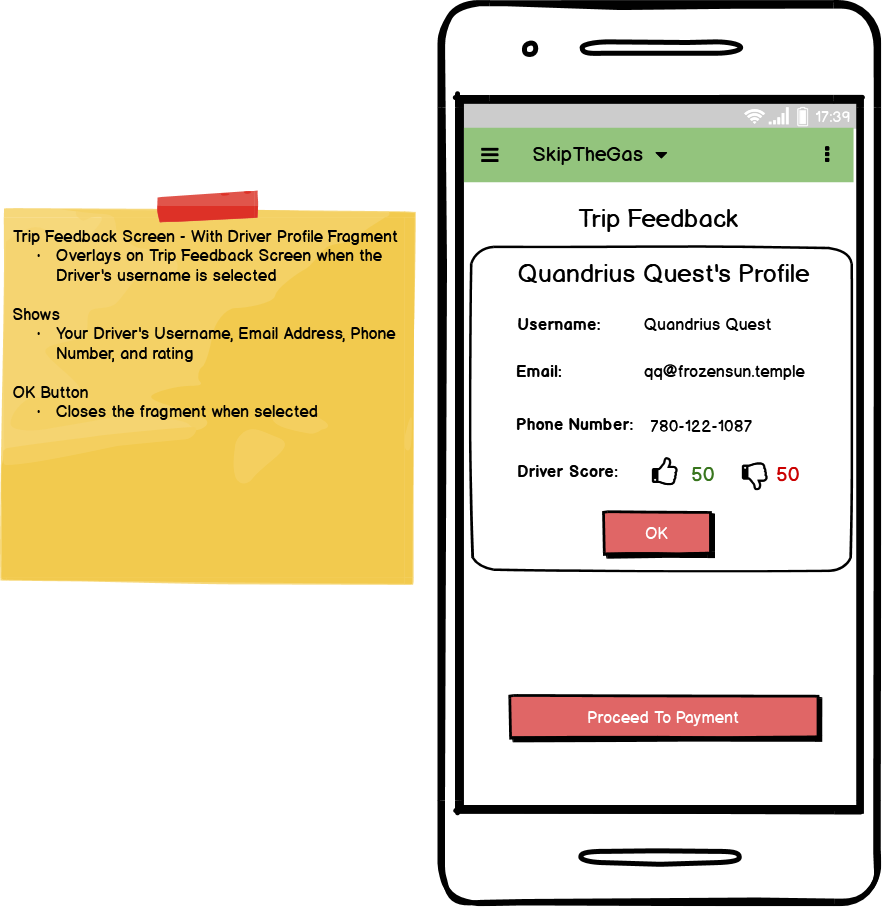 Trip Feedback Screen - With Driver Profile Fragment
· Overlays on Trip Feedback Screen when the
Driver's username is selected
Shows
· Your Driver's Username, Email Address, Phone
Number, and rating
OK Button
· Closes the fragment when selected
17:39
SkipTheGas
Trip Feedback
Quandrius Quest's Profile
Username: Quandrius Quest
Email: qq@frozensun.temple
Phone Number: 780-122-1087
Driver Score: 50 50
OK
Proceed To Payment